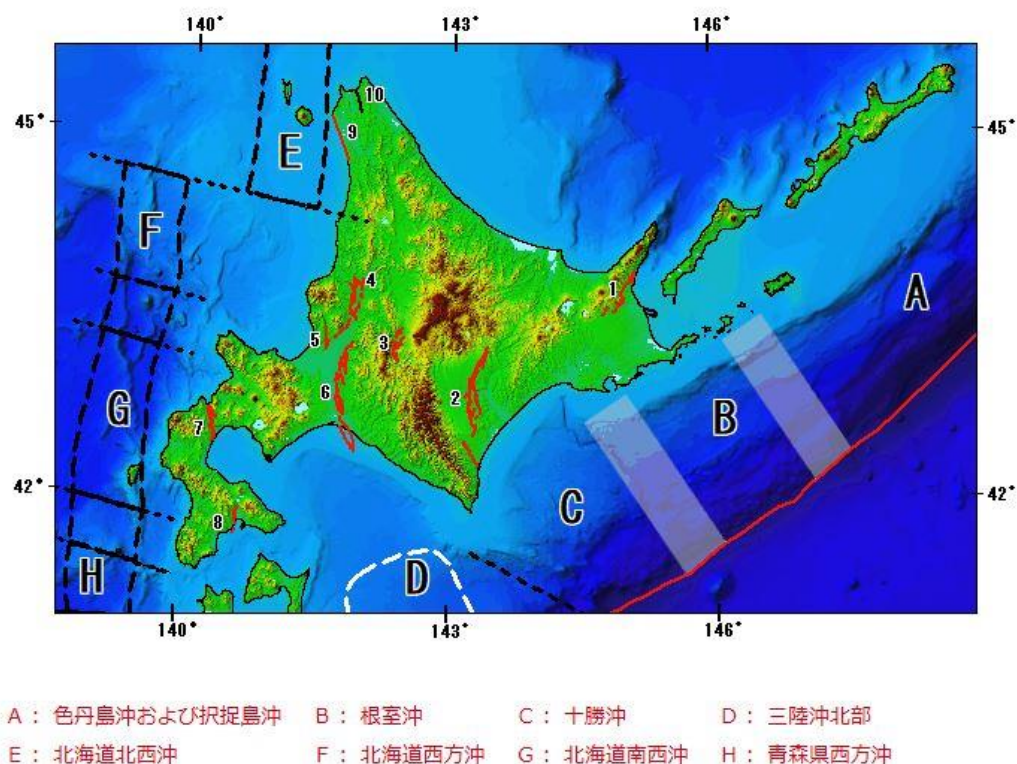 140° 143° 146°
10
45° 45°
9
E
F
4
1
A
3
5
6
2
B
G
7
42° 42°
C
8
H
D
140° 143° 146°
A : 色丹島沖および択捉島沖 B : 根室沖 C : 十勝沖 D : 三陸沖北部
E : 北海道北西沖 F : 北海道西方沖 G : 北海道南西沖 H : 青森県西方沖